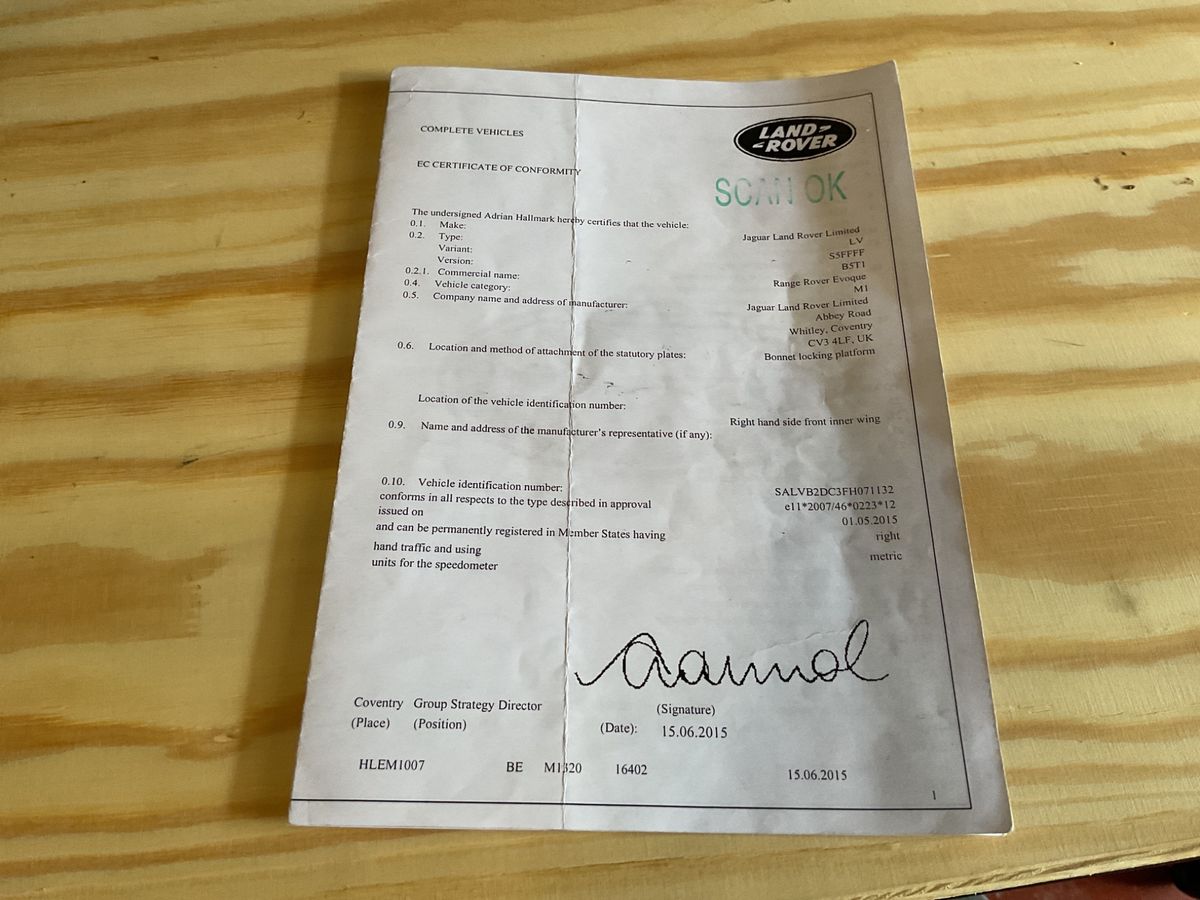 COMPLETE VEHICLES
LAND-
-ROVER
EC CERTIFICATE OF CONFORMITY
SCAN OK
The undersigned Adrian Hallmark hereby certifies that the vehicle:
0.1. Make: Jaguar Land Rover Limited
0.2. Type: LV
Variant: S5FFFF
Version: B5T1
0.2.1. Commercial name: Range Rover Evoque
0.4. Vehicle category: M1
0.5. Company name and address of manufacturer: Jaguar Land Rover Limited
Abbey Road
Whitley, Coventry
CV3 4LF, UK
0.6. Location and method of attachment of the statutory plates: Bonnet locking platform
Location of the vehicle identification number: Right hand side front inner wing
0.9. Name and address of the manufacturer's representative (if any):
0.10. Vehicle identification number: SALVB2DC3FH071132
conforms in all respects to the type described in approval e11*2007/46*0223*12
issued on 01.05.2015
and can be permanently registered in Member States having right
hand traffic and using metric
units for the speedometer
Coventry Group Strategy Director
(Signature)
(Place) (Position) (Date): 15.06.2015
HLEM1007 BE M1320 16402 15.06.2015
1